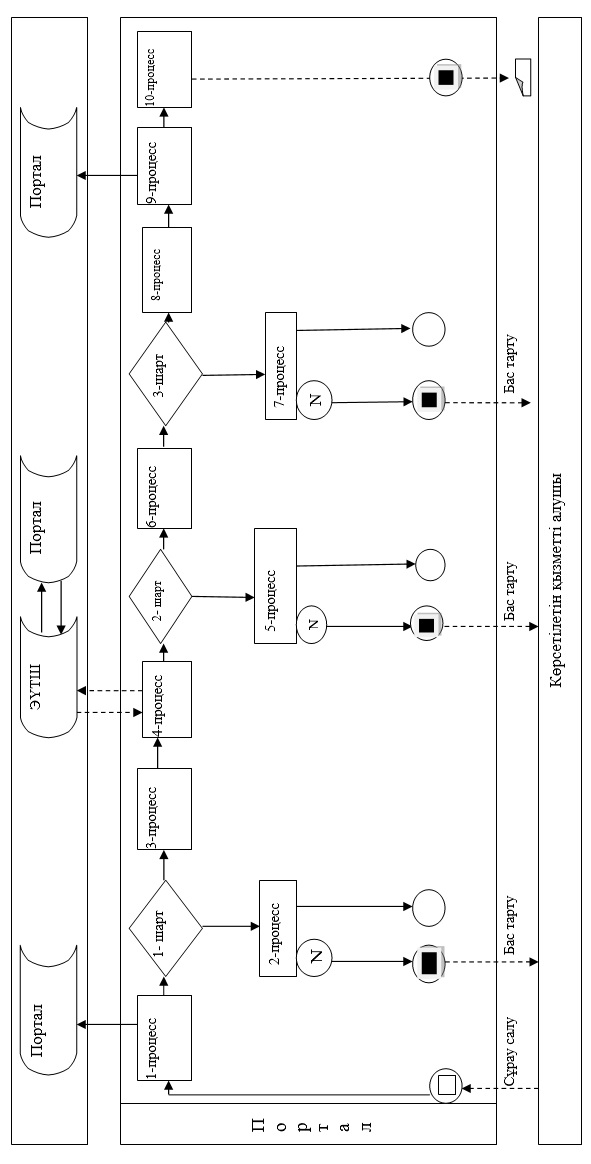 Портал
ЭҮТШ
Портал
Портал
Портал
1-процесс
1- шарт
3-процесс
4-процесс
2- шарт
6-процесс
3-шарт
8-процесс
9-процесс
10-процесс
2-процесс
N
5-процесс
N
7-процесс
N
Сұрау салу
Бас тарту
Бас тарту
Бас тарту
Көрсетілетін қызметті алушы